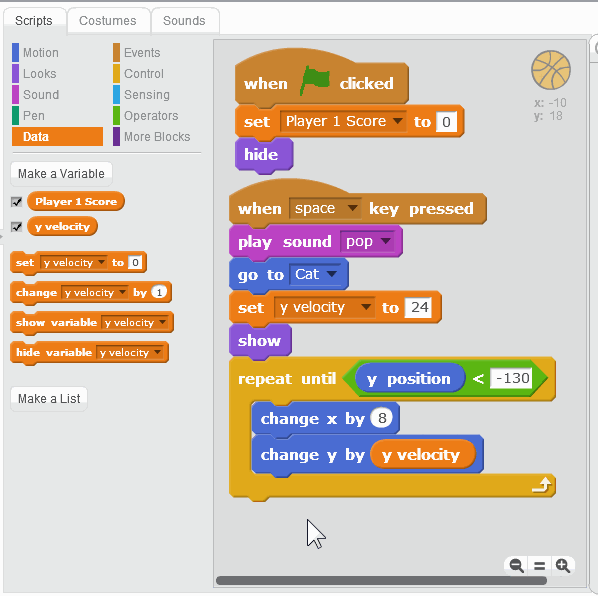 Scripts Costumes Sounds
Motion Events
Looks Control
Sound Sensing
Pen Operators
Data More Blocks
Make a Variable
Player 1 Score
y velocity
set y velocity to 0
change y velocity by 1
show variable y velocity
hide variable y velocity
Make a List
when clicked
set Player 1 Score to 0
hide
when space key pressed
play sound pop
go to Cat
set y velocity to 24
show
repeat until y position < -130
change x by 8
change y by y velocity
x: -10
y: 18